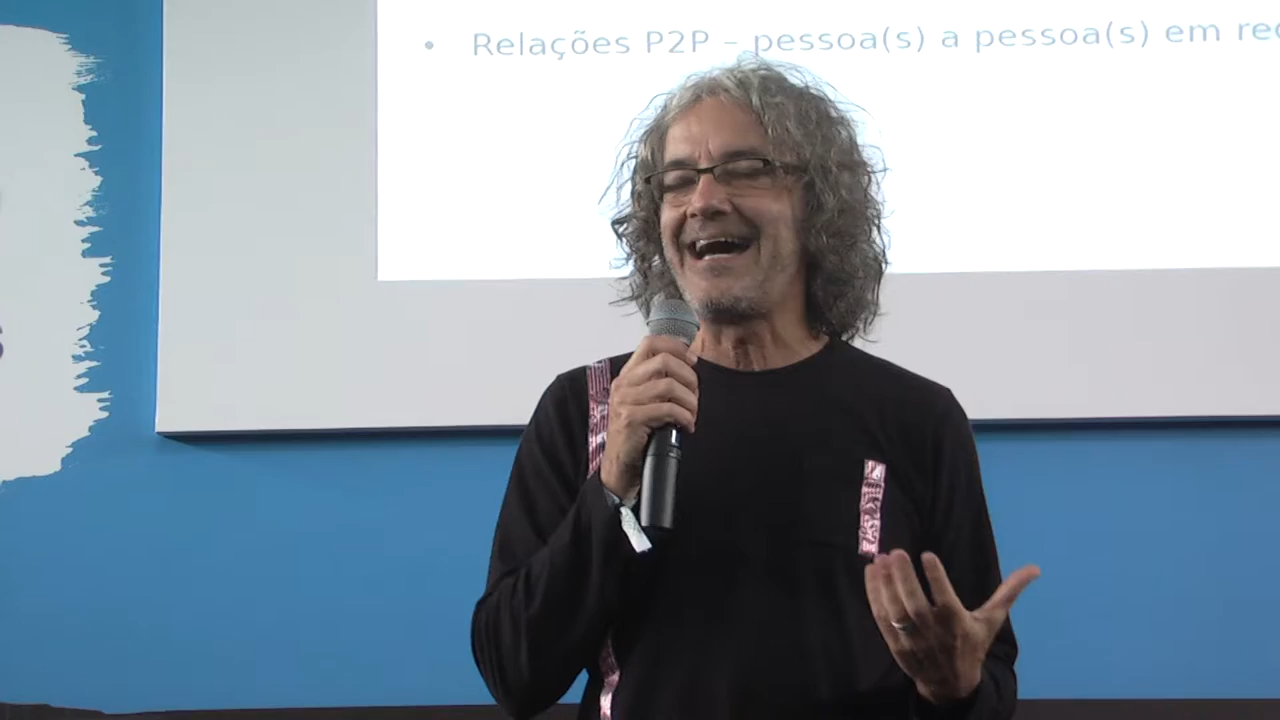 • Relações P2P – pessoa(s) a pessoa(s) em